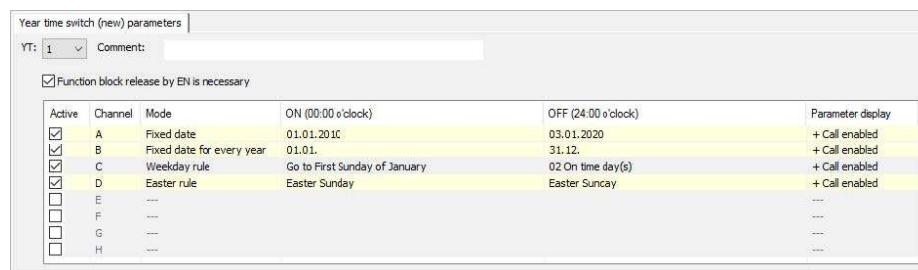 Year time switch (new) parameters
YT: 1 Comment:
Function block release by EN is necessary
Active Channel Mode ON (00:00 o'clock) OFF (24:00 o'clock) Parameter display
A Fixed date 01.01.2010 03.01.2020 + Call enabled
B Fixed date for every year 01.01. 31.12. + Call enabled
C Weekday rule Go to First Sunday of January 02 On time day(s) + Call enabled
D Easter rule Easter Sunday Easter Sunday + Call enabled
E --- ---
F --- ---
G --- ---
H --- ---